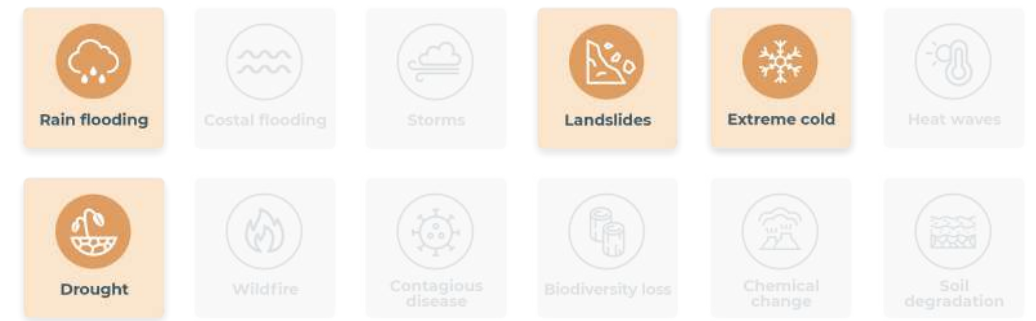 Rain flooding
Costal flooding
Storms
Landslides
Extreme cold
Heat waves
Drought
Wildfire
Contagious
disease
Biodiversity loss
Chemical
change
Soil
degradation